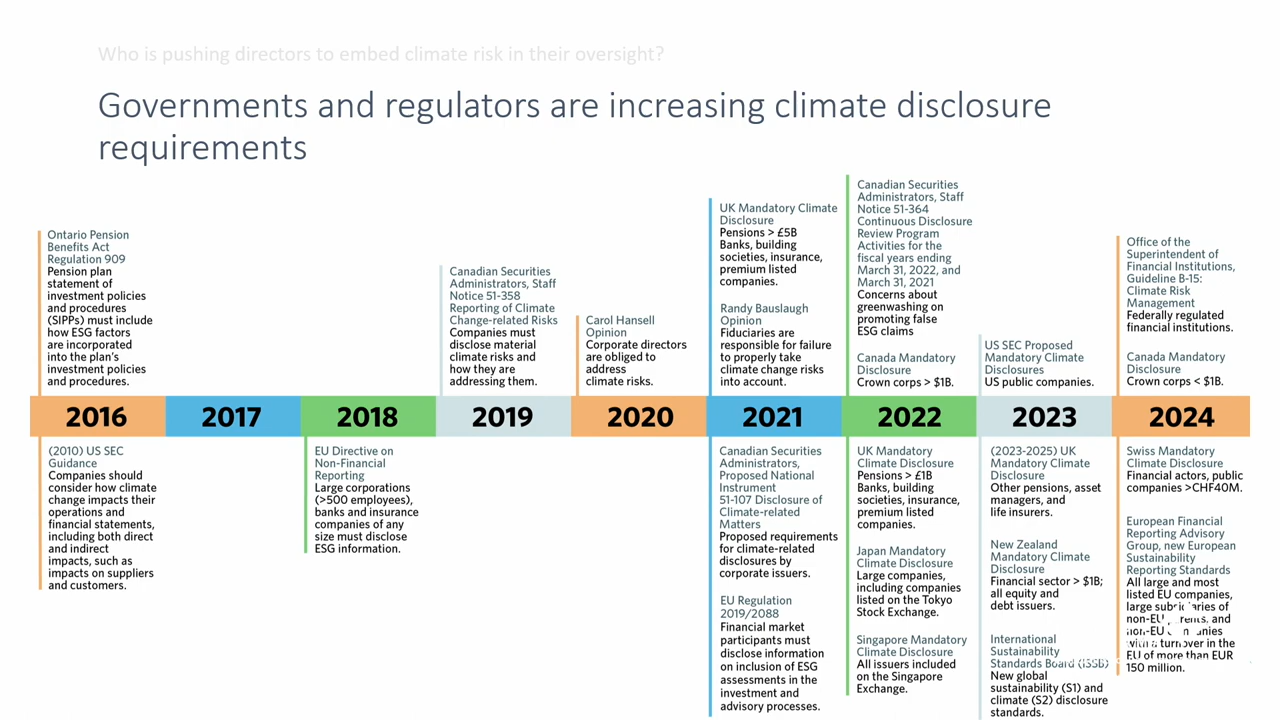 Who is pushing directors to embed climate risk in their oversight?
Governments and regulators are increasing climate disclosure
requirements
Ontario Pension
Benefits Act
Regulation 909
Pension plan
statement of
investment policies
and procedures
(SIPPs) must include
how ESG factors
are incorporated
into the plan's
investment policies
and procedures.
Canadian Securities
Administrators, Staff
Notice 51-358
Reporting of Climate
Change-related Risks
Companies must
disclose material
climate risks and
how they are
addressing them.
Carol Hansell
Opinion
Corporate directors
are obliged to
address
climate risks.
UK Mandatory Climate
Disclosure
Pensions > £5B
Banks, building
societies, insurance,
premium listed
companies.
Randy Bauslaugh
Opinion
Fiduciaries are
responsible for failure
to properly take
climate change risks
into account.
Canadian Securities
Administrators, Staff
Notice 51-364
Continuous Disclosure
Review Program
Activities for the
fiscal years ending
March 31, 2022, and
March 31, 2021
Concerns about
greenwashing on
promoting false
ESG claims
Canada Mandatory
Disclosure
Crown corps > $1B.
US SEC Proposed
Mandatory Climate
Disclosures
US public companies.
Office of the
Superintendent of
Financial Institutions,
Guideline B-15:
Climate Risk
Management
Federally regulated
financial institutions.
Canada Mandatory
Disclosure
Crown corps < $1B.
2016 2017 2018 2019 2020 2021 2022 2023 2024
(2010) US SEC
Guidance
Companies should
consider how climate
change impacts their
operations and
financial statements,
including both direct
and indirect
impacts, such as
impacts on suppliers
and customers.
EU Directive on
Non-Financial
Reporting
Large corporations
(>500 employees),
banks and insurance
companies of any
size must disclose
ESG information.
Canadian Securities
Administrators,
Proposed National
Instrument
51-107 Disclosure of
Climate-related
Matters
Proposed requirements
for climate-related
disclosures by
corporate issuers.
EU Regulation
2019/2088
Financial market
participants must
disclose information
on inclusion of ESG
assessments in the
investment and
advisory processes.
UK Mandatory
Climate Disclosure
Pensions > £1B
Banks, building
societies, insurance,
premium listed
companies.
Japan Mandatory
Climate Disclosure
Large companies,
including companies
listed on the Tokyo
Stock Exchange.
Singapore Mandatory
Climate Disclosure
All issuers included
on the Singapore
Exchange.
(2023-2025) UK
Mandatory Climate
Disclosure
Other pensions, asset
managers, and
life insurers.
New Zealand
Mandatory Climate
Disclosure
Financial sector > $1B;
all equity and
debt issuers.
International
Sustainability
Standards Board (ISSB)
New global
sustainability (S1) and
climate (S2) disclosure
standards.
Swiss Mandatory
Climate Disclosure
Financial actors, public
companies >CHF40M.
European Financial
Reporting Advisory
Group, new European
Sustainability
Reporting Standards
All large and most
listed EU companies,
large subsidiaries of
non-EU parents, and
non-EU companies
with a turnover in the
EU of more than EUR
150 million.